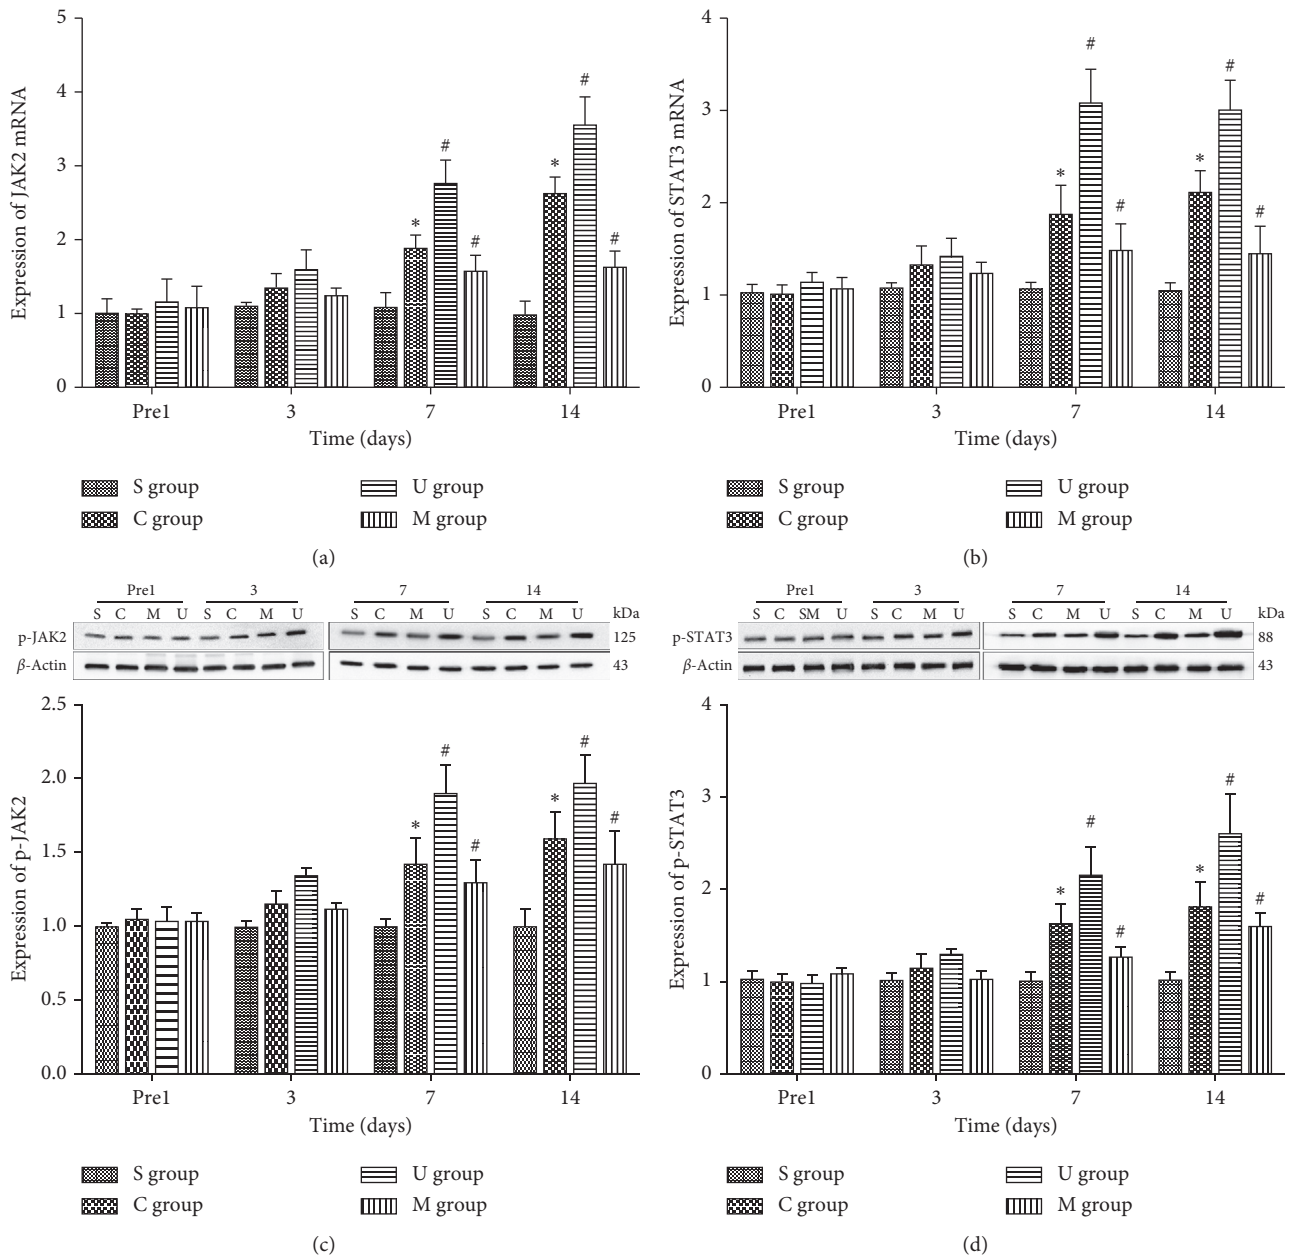 5
4
3
2
1
0
Expression of JAK2 mRNA
*
#
#
*
#
#
Pre1 3 7 14
Time (days)
S group U group
C group M group
(a)
4
3
2
1
0
Expression of STAT3 mRNA
*
#
#
*
#
#
Pre1 3 7 14
Time (days)
S group U group
C group M group
(b)
Pre1 3 7 14
S C M U S C M U S C M U S C M U kDa
p-JAK2 125
β-Actin 43
2.5
2.0
1.5
1.0
0.5
0.0
Expression of p-JAK2
*
#
#
*
#
#
Pre1 3 7 14
Time (days)
S group U group
C group M group
(c)
Pre1 3 7 14
S C SM U S C M U S C M U S C M U kDa
p-STAT3 88
β-Actin 43
4
3
2
1
0
Expression of p-STAT3
*
#
#
*
#
#
Pre1 3 7 14
Time (days)
S group U group
C group M group
(d)